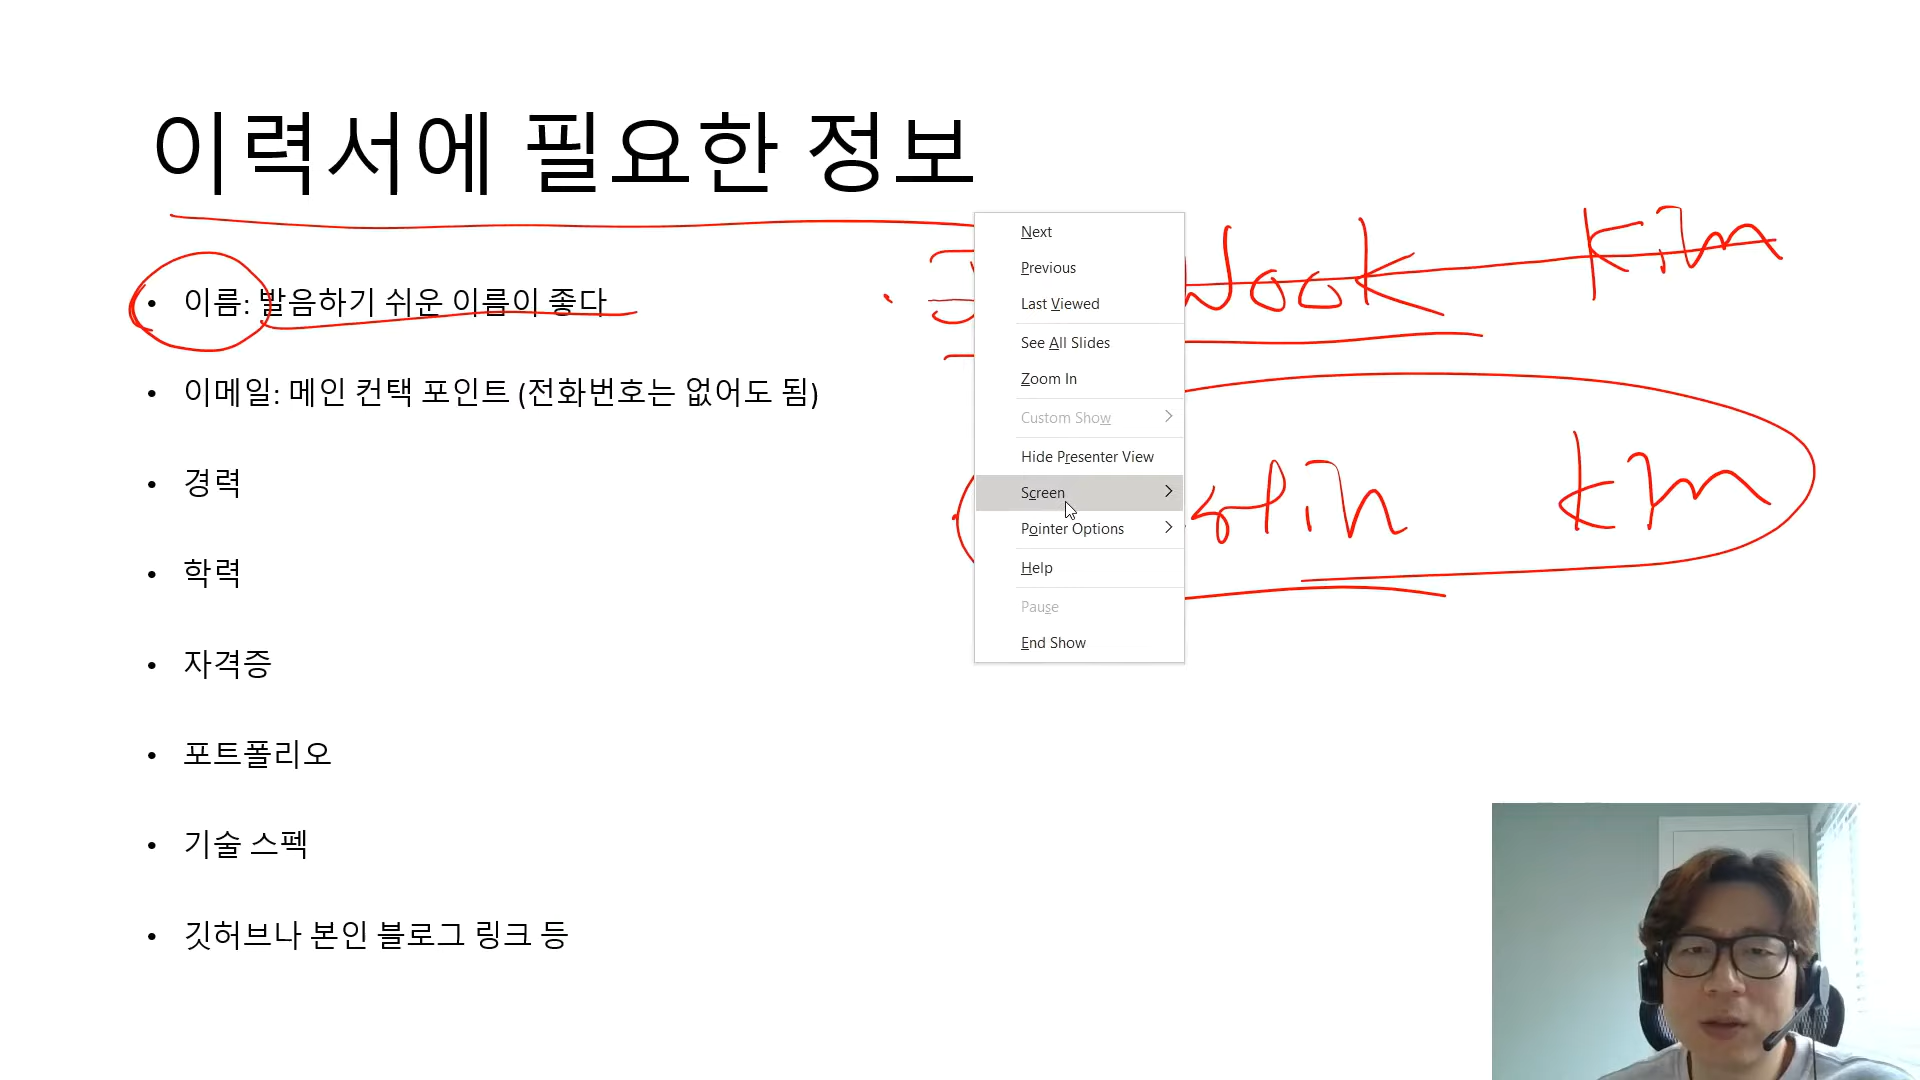 이력서에 필요한 정보
• 이름: 발음하기 쉬운 이름이 좋다
• 이메일: 메인 컨택 포인트 (전화번호는 없어도 됨)
• 경력
• 학력
• 자격증
• 포트폴리오
• 기술 스펙
• 깃허브나 본인 블로그 링크 등
Wook Kim
Kim
Next
Previous
Last Viewed
See All Slides
Zoom In
Custom Show
Hide Presenter View
Screen
Pointer Options
Help
Pause
End Show